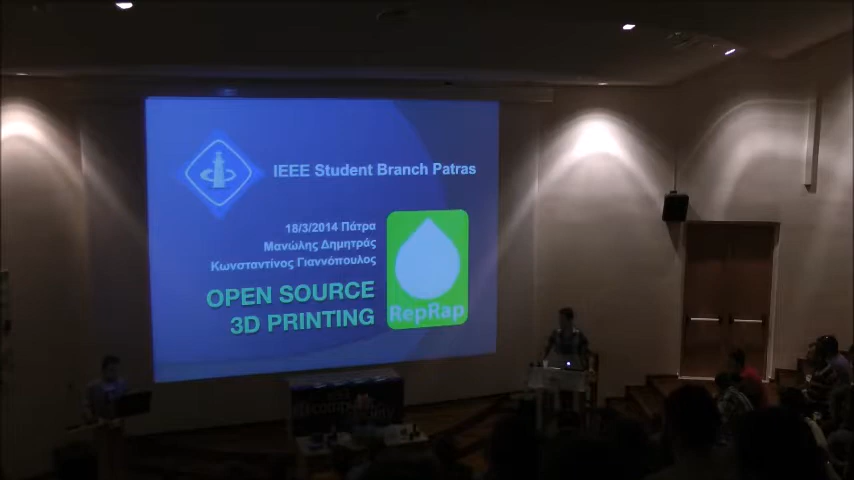 IEEE Student Branch Patras
18/3/2014 Πάτρα
Μανώλης Δημητράς
Κωνσταντίνος Γιαννόπουλος
OPEN SOURCE
3D PRINTING
RepRap